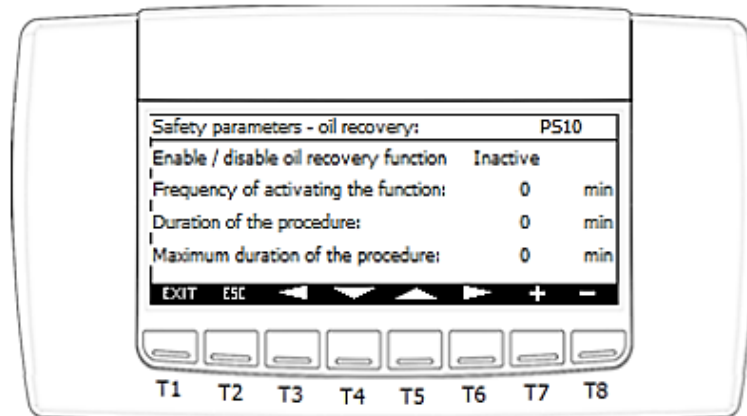 Safety parameters - oil recovery: PS10
Enable / disable oil recovery function Inactive
Frequency of activating the function: 0 min
Duration of the procedure: 0 min
Maximum duration of the procedure: 0 min
EXIT ESC + -
T1 T2 T3 T4 T5 T6 T7 T8